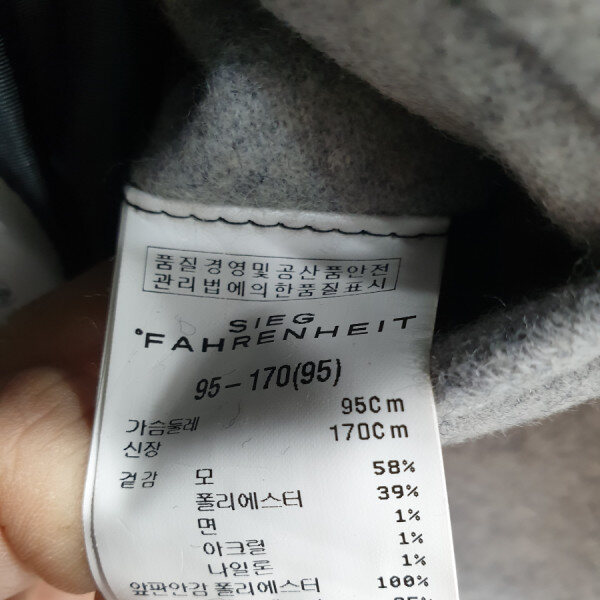 품질경영및공산품안전
관리법에의한품질표시
SIEG
°FAHRENHEIT
95-170(95)
가슴둘레 95Cm
신장 170Cm
겉감 모 58%
폴리에스터 39%
면 1%
아크릴 1%
나일론 1%
앞판안감 폴리에스터 100%